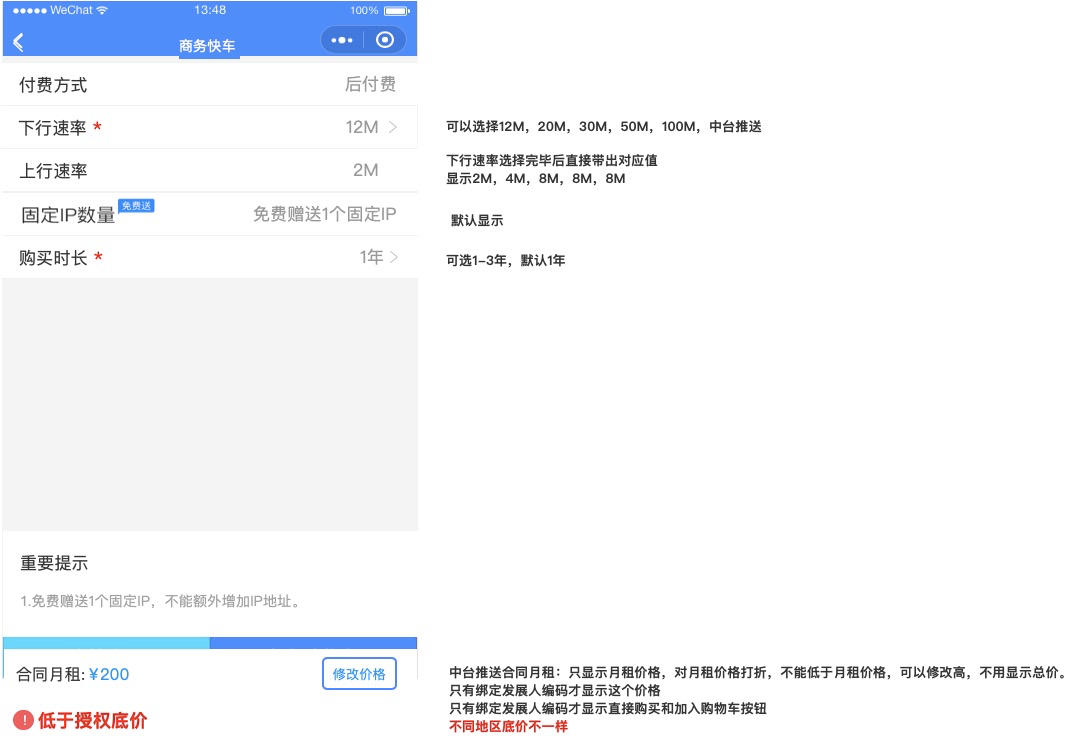 ●●●●● WeChat 13:48 100%
商务快车
付费方式 后付费
下行速率 * 12M
可以选择12M，20M，30M，50M，100M，中台推送
上行速率 2M
下行速率选择完毕后直接带出对应值
显示2M，4M，8M，8M，8M
固定IP数量 免费送 免费赠送1个固定IP
默认显示
购买时长 * 1年
可选1-3年，默认1年
重要提示
1.免费赠送1个固定IP，不能额外增加IP地址。
合同月租: ¥200 修改价格
! 低于授权底价
中台推送合同月租：只显示月租价格，对月租价格打折，不能低于月租价格，可以修改高，不用显示总价。
只有绑定发展人编码才显示这个价格
只有绑定发展人编码才显示直接购买和加入购物车按钮
不同地区底价不一样